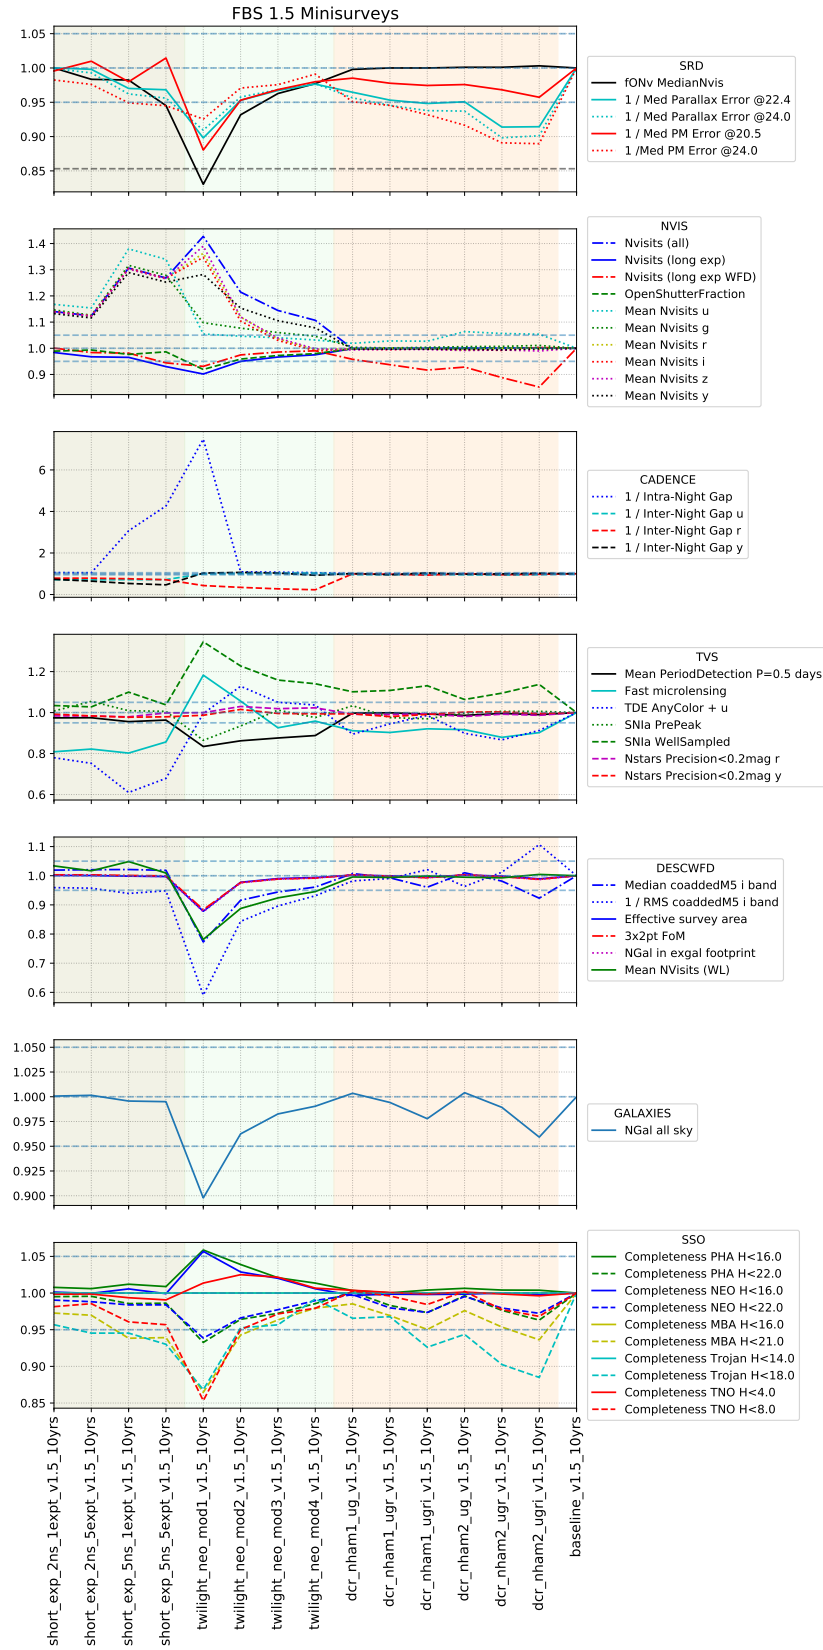 FBS 1.5 Minisurveys
1.05
1.00
0.95
0.90
0.85
SRD
fONv MedianNvis
1 / Med Parallax Error @22.4
1 / Med Parallax Error @24.0
1 / Med PM Error @20.5
1 /Med PM Error @24.0
1.4
1.3
1.2
1.1
1.0
0.9
NVIS
Nvisits (all)
Nvisits (long exp)
Nvisits (long exp WFD)
OpenShutterFraction
Mean Nvisits u
Mean Nvisits g
Mean Nvisits r
Mean Nvisits i
Mean Nvisits z
Mean Nvisits y
6
4
2
0
CADENCE
1 / Intra-Night Gap
1 / Inter-Night Gap u
1 / Inter-Night Gap r
1 / Inter-Night Gap y
1.2
1.0
0.8
0.6
TVS
Mean PeriodDetection P=0.5 days
Fast microlensing
TDE AnyColor + u
SNIa PrePeak
SNIa WellSampled
Nstars Precision<0.2mag r
Nstars Precision<0.2mag y
1.1
1.0
0.9
0.8
0.7
0.6
DESCWFD
Median coaddedM5 i band
1 / RMS coaddedM5 i band
Effective survey area
3x2pt FoM
NGal in exgal footprint
Mean NVisits (WL)
1.050
1.025
1.000
0.975
0.950
0.925
0.900
GALAXIES
NGal all sky
1.05
1.00
0.95
0.90
0.85
SSO
Completeness PHA H<16.0
Completeness PHA H<22.0
Completeness NEO H<16.0
Completeness NEO H<22.0
Completeness MBA H<16.0
Completeness MBA H<21.0
Completeness Trojan H<14.0
Completeness Trojan H<18.0
Completeness TNO H<4.0
Completeness TNO H<8.0
short_exp_2ns_1expt_v1.5_10yrs
short_exp_2ns_5expt_v1.5_10yrs
short_exp_5ns_1expt_v1.5_10yrs
short_exp_5ns_5expt_v1.5_10yrs
twilight_neo_mod1_v1.5_10yrs
twilight_neo_mod2_v1.5_10yrs
twilight_neo_mod3_v1.5_10yrs
twilight_neo_mod4_v1.5_10yrs
dcr_nham1_ug_v1.5_10yrs
dcr_nham1_ugr_v1.5_10yrs
dcr_nham1_ugri_v1.5_10yrs
dcr_nham2_ug_v1.5_10yrs
dcr_nham2_ugr_v1.5_10yrs
dcr_nham2_ugri_v1.5_10yrs
baseline_v1.5_10yrs